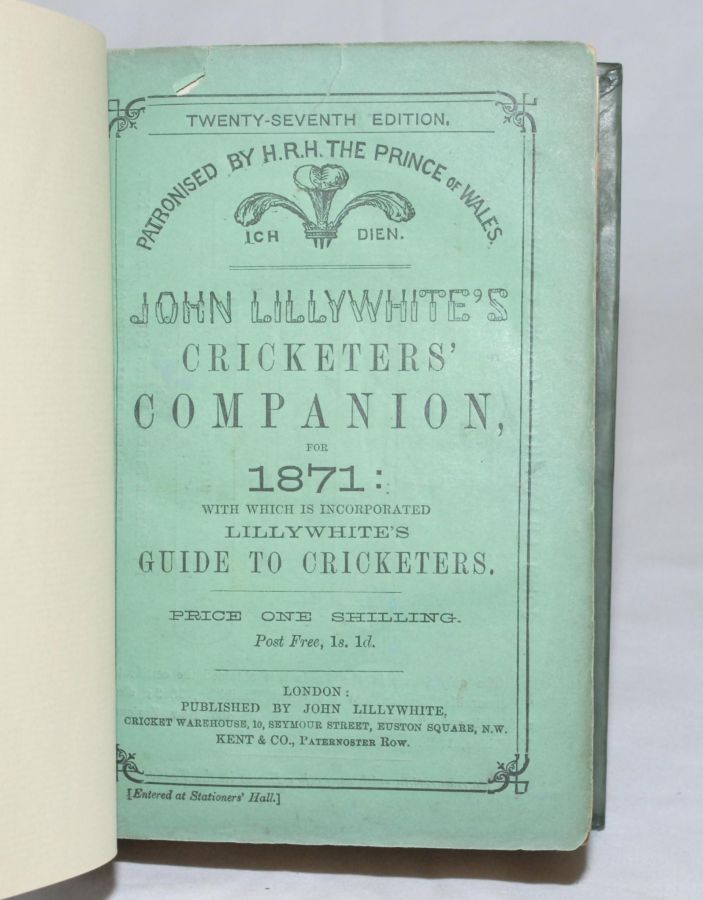 TWENTY-SEVENTH EDITION.
PATRONISED BY H.R.H. THE PRINCE OF WALES.
ICH DIEN.
JOHN LILLYWHITE'S
CRICKETERS'
COMPANION,
FOR
1871:
WITH WHICH IS INCORPORATED
LILLYWHITE'S
GUIDE TO CRICKETERS.
PRICE ONE SHILLING.
Post Free, 1s. 1d.
LONDON:
PUBLISHED BY JOHN LILLYWHITE,
CRICKET WAREHOUSE, 10, SEYMOUR STREET, EUSTON SQUARE, N.W.
KENT & CO., PATERNOSTER ROW.
[Entered at Stationers' Hall.]